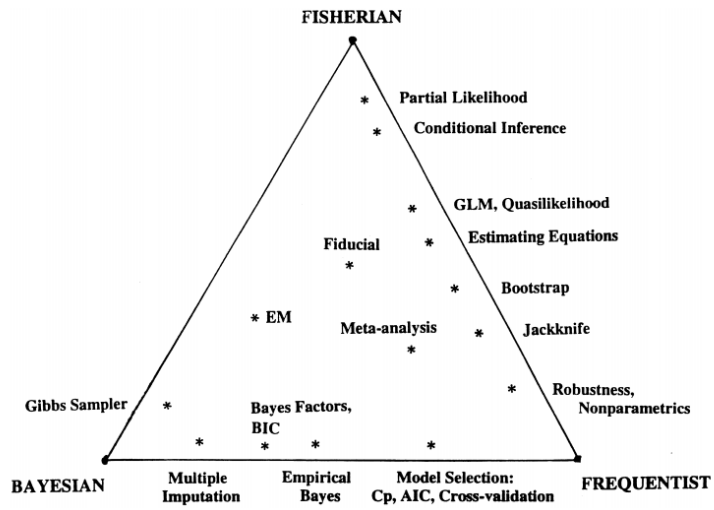 FISHERIAN
Partial Likelihood
Conditional Inference
GLM, Quasilikelihood
Estimating Equations
Fiducial
Bootstrap
EM
Meta-analysis
Jackknife
Robustness,
Nonparametrics
Gibbs Sampler
Bayes Factors,
BIC
BAYESIAN
Multiple
Imputation
Empirical
Bayes
Model Selection:
Cp, AIC, Cross-validation
FREQUENTIST